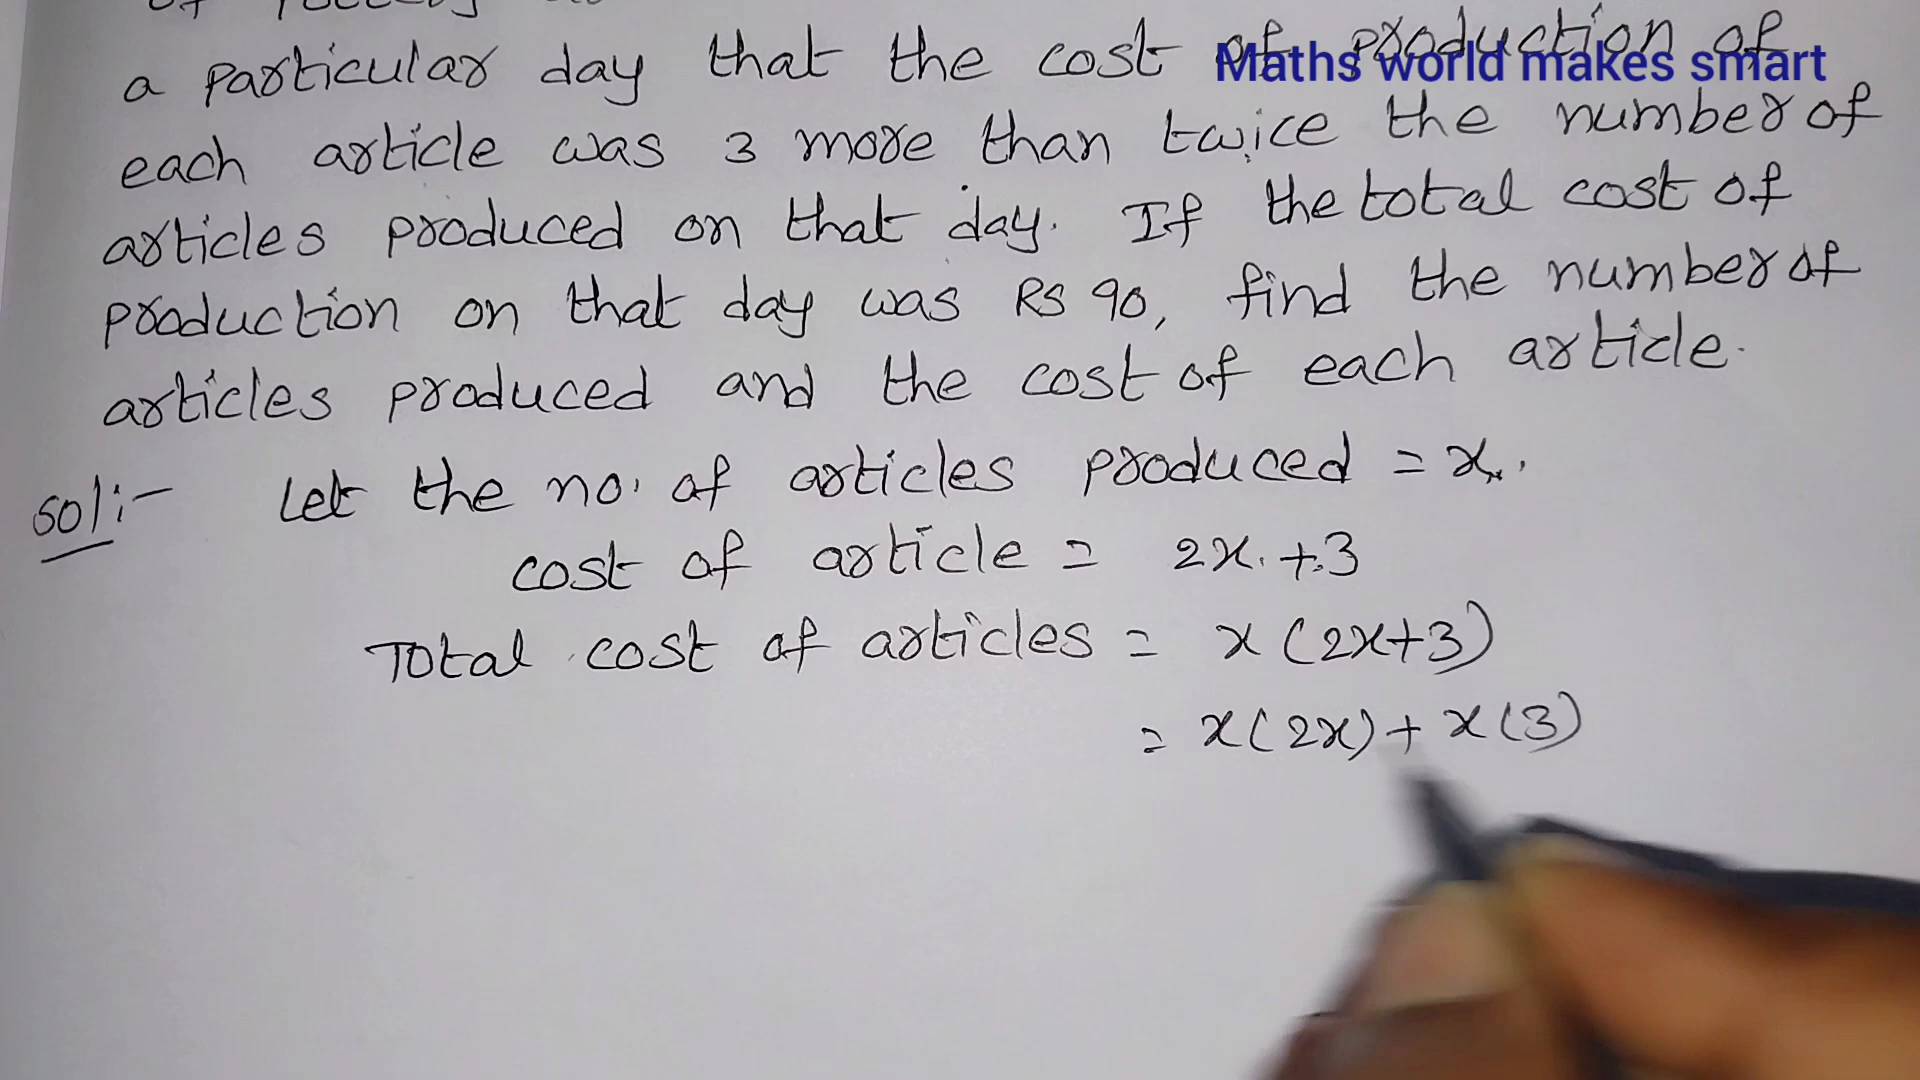 a particular day that the cost of production of
Maths world makes smart
each article was 3 more than twice the number of
articles produced on that day. If the total cost of
production on that day was Rs 90, find the number of
articles produced and the cost of each article.
Sol:- Let the no. of articles produced = x.
cost of article = 2x + 3
Total cost of articles = x(2x+3)
= x(2x) + x(3)